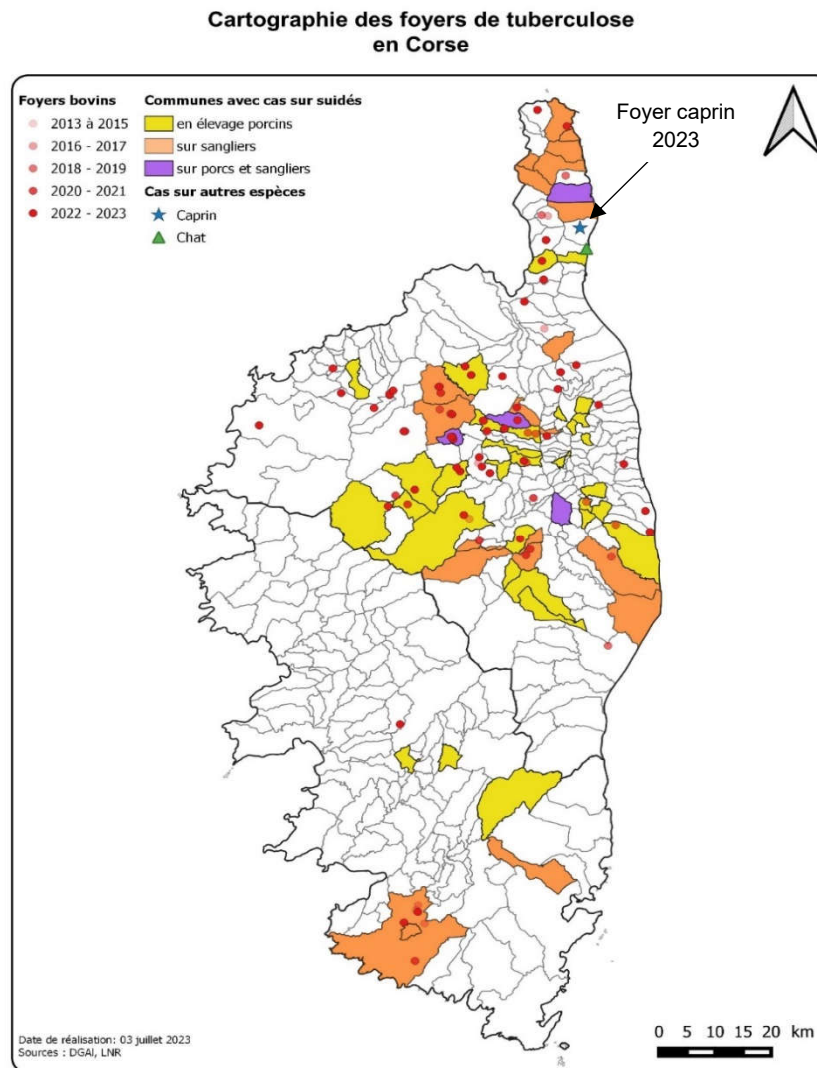 Cartographie des foyers de tuberculose
en Corse
Foyers bovins
2013 à 2015
2016 - 2017
2018 - 2019
2020 - 2021
2022 - 2023
Communes avec cas sur suidés
en élevage porcins
sur sangliers
sur porcs et sangliers
Cas sur autres espèces
Caprin
Chat
Foyer caprin
2023
Date de réalisation: 03 juillet 2023
Sources : DGAl, LNR
0 5 10 15 20 km